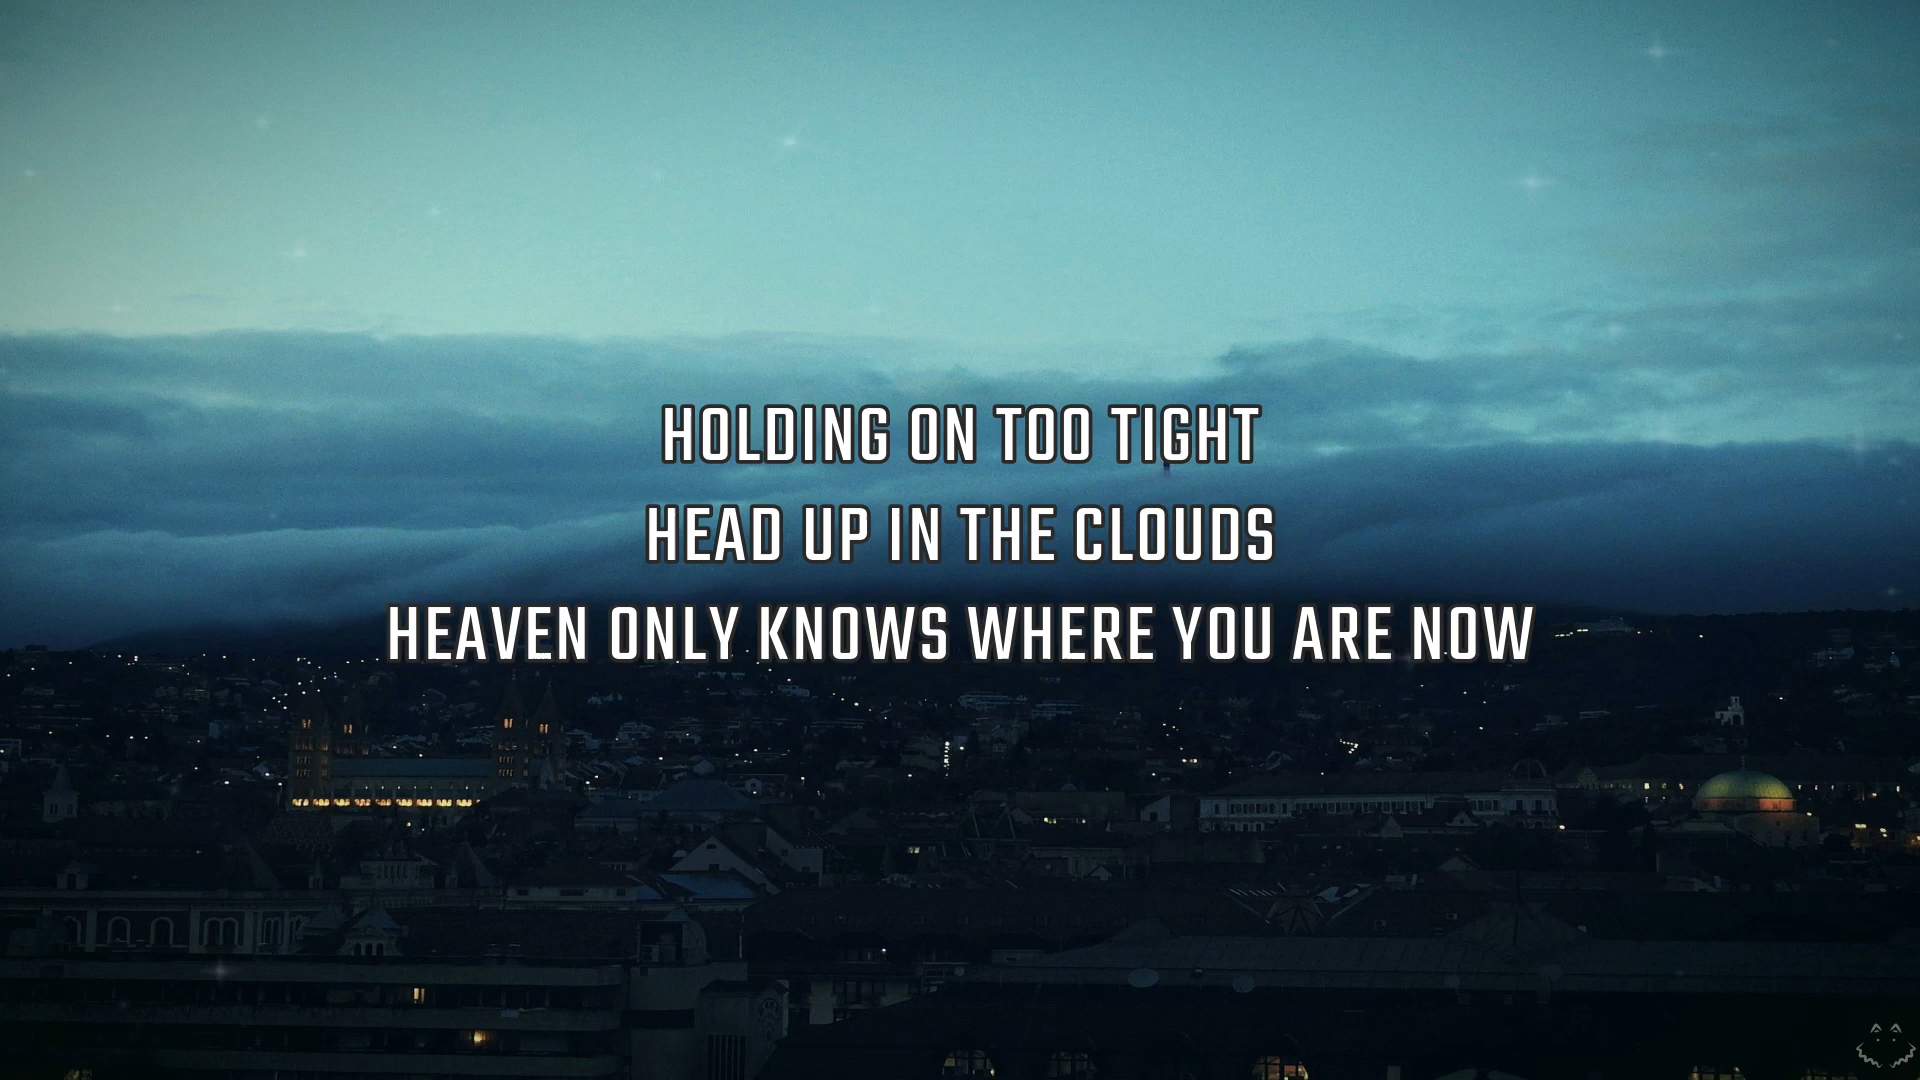 HOLDING ON TOO TIGHT
HEAD UP IN THE CLOUDS
HEAVEN ONLY KNOWS WHERE YOU ARE NOW